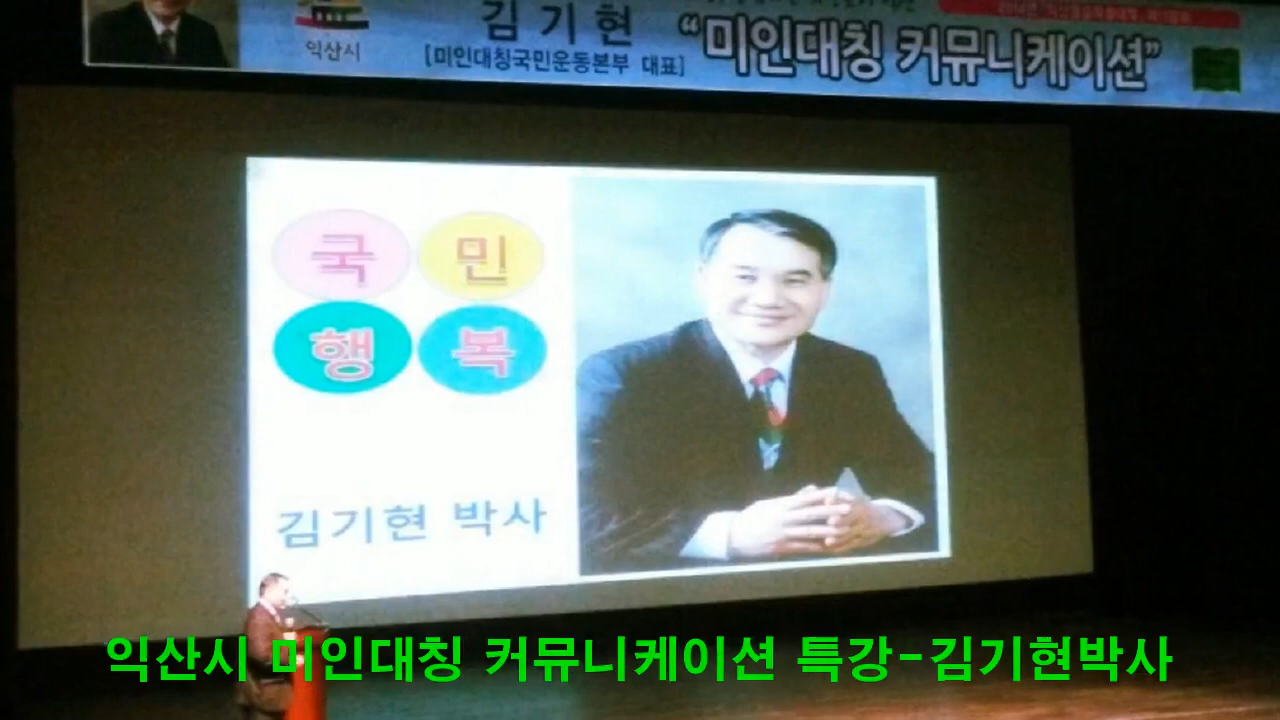 익산시
김기현
[미인대칭국민운동본부 대표]
“미인대칭 커뮤니케이션”
국민
행복
김기현 박사
익산시 미인대칭 커뮤니케이션 특강-김기현박사